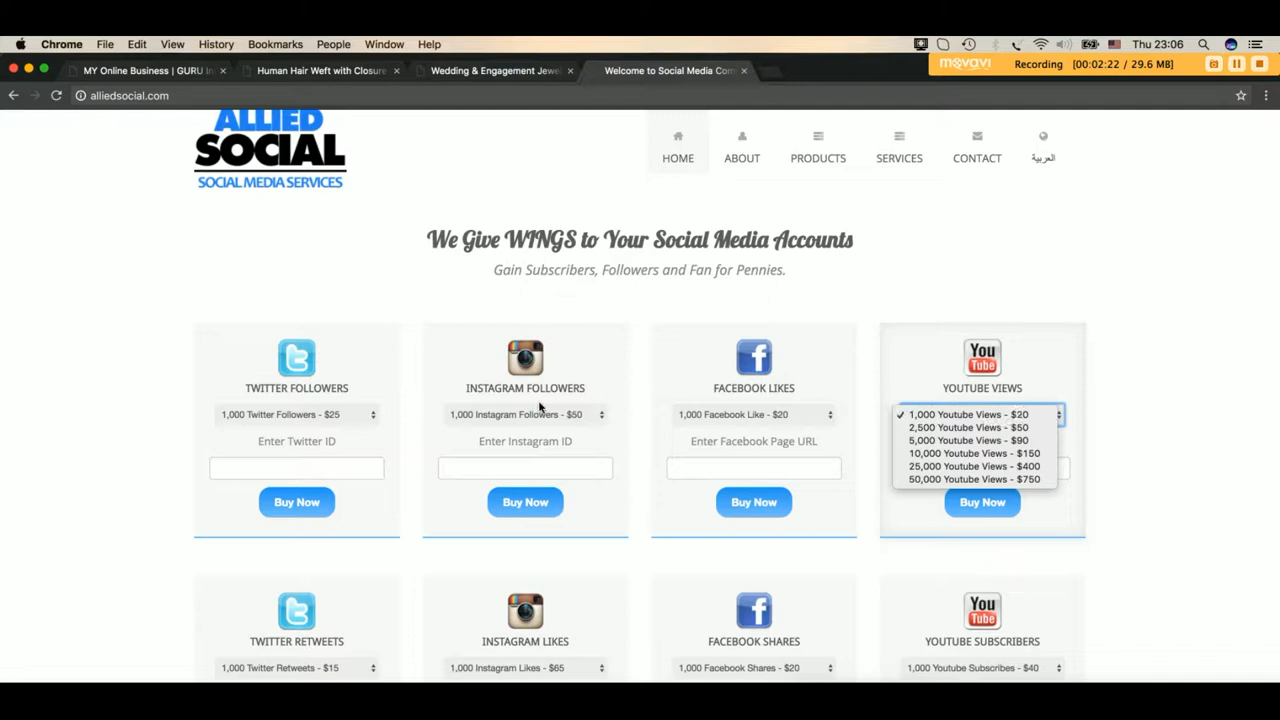 Chrome File Edit View History Bookmarks People Window Help Thu 23:06
MY Online Business | GURU In Human Hair Weft with Closure Wedding & Engagement Jewel Welcome to Social Media Com
movavi Recording [00:02:22 / 29.6 MB]
alliedsocial.com
ALLIED
SOCIAL
SOCIAL MEDIA SERVICES
HOME ABOUT PRODUCTS SERVICES CONTACT العربية
We Give WINGS to Your Social Media Accounts
Gain Subscribers, Followers and Fan for Pennies.
You
Tube
TWITTER FOLLOWERS INSTAGRAM FOLLOWERS FACEBOOK LIKES YOUTUBE VIEWS
1,000 Twitter Followers - $25 1,000 Instagram Followers - $50 1,000 Facebook Like - $20 ✓ 1,000 Youtube Views - $20
2,500 Youtube Views - $50
Enter Twitter ID Enter Instagram ID Enter Facebook Page URL 5,000 Youtube Views - $90
10,000 Youtube Views - $150
25,000 Youtube Views - $400
50,000 Youtube Views - $750
Buy Now Buy Now Buy Now Buy Now
You
Tube
TWITTER RETWEETS INSTAGRAM LIKES FACEBOOK SHARES YOUTUBE SUBSCRIBERS
1,000 Twitter Retweets - $15 1,000 Instagram Likes - $65 1,000 Facebook Shares - $20 1,000 Youtube Subscribes - $40